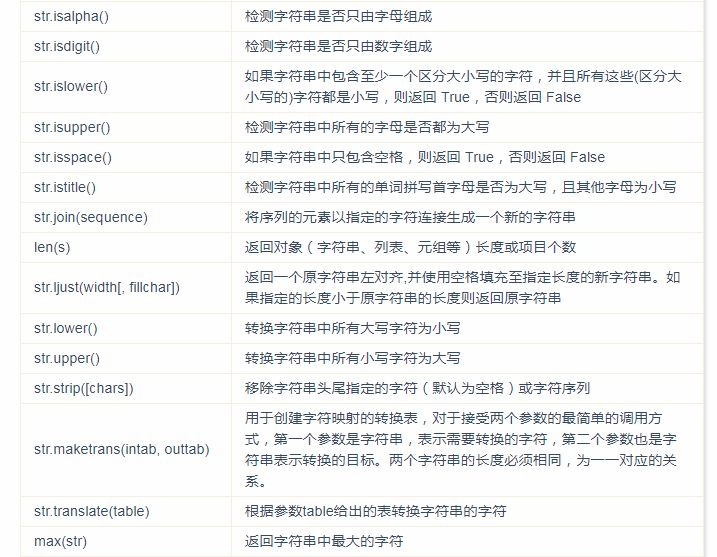 str.isalpha()
检测字符串是否只由字母组成
str.isdigit()
检测字符串是否只由数字组成
str.islower()
如果字符串中包含至少一个区分大小写的字符，并且所有这些(区分大
小写的)字符都是小写，则返回 True，否则返回 False
str.isupper()
检测字符串中所有的字母是否都为大写
str.isspace()
如果字符串中只包含空格，则返回 True，否则返回 False
str.istitle()
检测字符串中所有的单词拼写首字母是否为大写，且其他字母为小写
str.join(sequence)
将序列的元素以指定的字符连接生成一个新的字符串
len(s)
返回对象（字符串、列表、元组等）长度或项目个数
str.ljust(width[, fillchar])
返回一个原字符串左对齐,并使用空格填充至指定长度的新字符串。如
果指定的长度小于原字符串的长度则返回原字符串
str.lower()
转换字符串中所有大写字符为小写
str.upper()
转换字符串中所有小写字符为大写
str.strip([chars])
移除字符串头尾指定的字符（默认为空格）或字符序列
str.maketrans(intab, outtab)
用于创建字符映射的转换表，对于接受两个参数的最简单的调用方
式，第一个参数是字符串，表示需要转换的字符，第二个参数也是字
符串表示转换的目标。两个字符串的长度必须相同，为一一对应的关
系。
str.translate(table)
根据参数table给出的表转换字符串的字符
max(str)
返回字符串中最大的字符